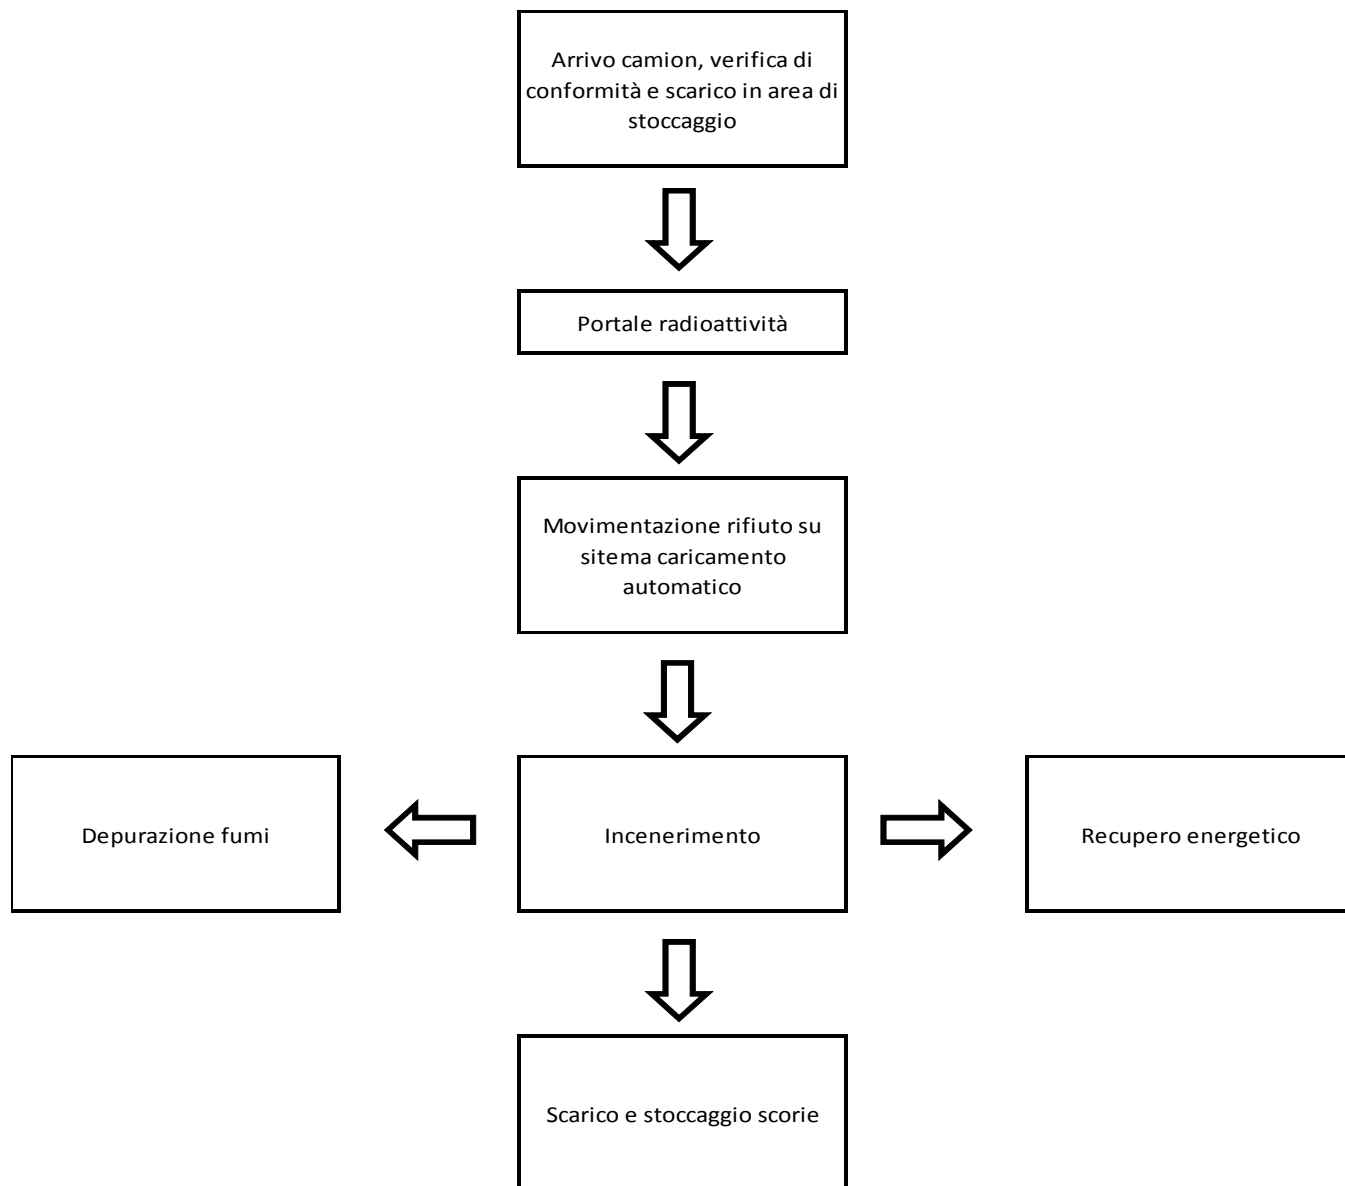 Arrivo camion, verifica di
conformità e scarico in area di
stoccaggio
Portale radioattività
Movimentazione rifiuto su
sitema caricamento
automatico
Depurazione fumi
Incenerimento
Recupero energetico
Scarico e stoccaggio scorie